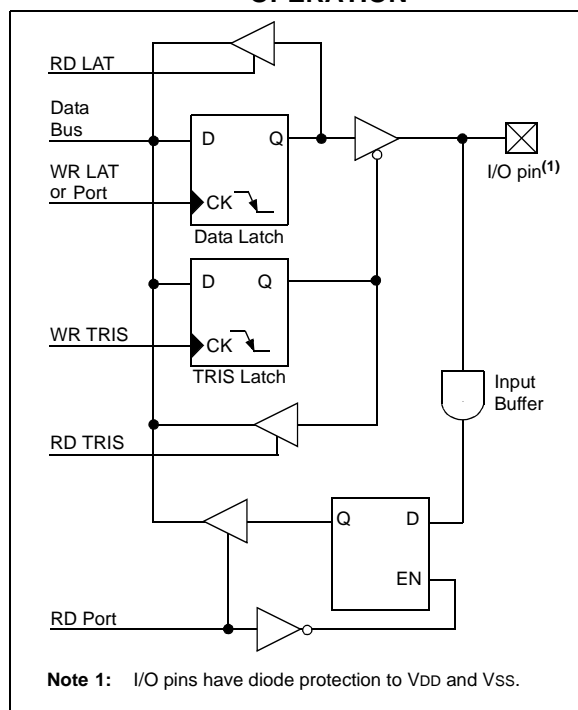 OPERATION
RD LAT
Data
Bus
D Q
WR LAT
or Port
CK
Data Latch
I/O pin(1)
D Q
WR TRIS
CK
TRIS Latch
Input
Buffer
RD TRIS
Q D
EN
RD Port
Note 1: I/O pins have diode protection to VDD and VSS.